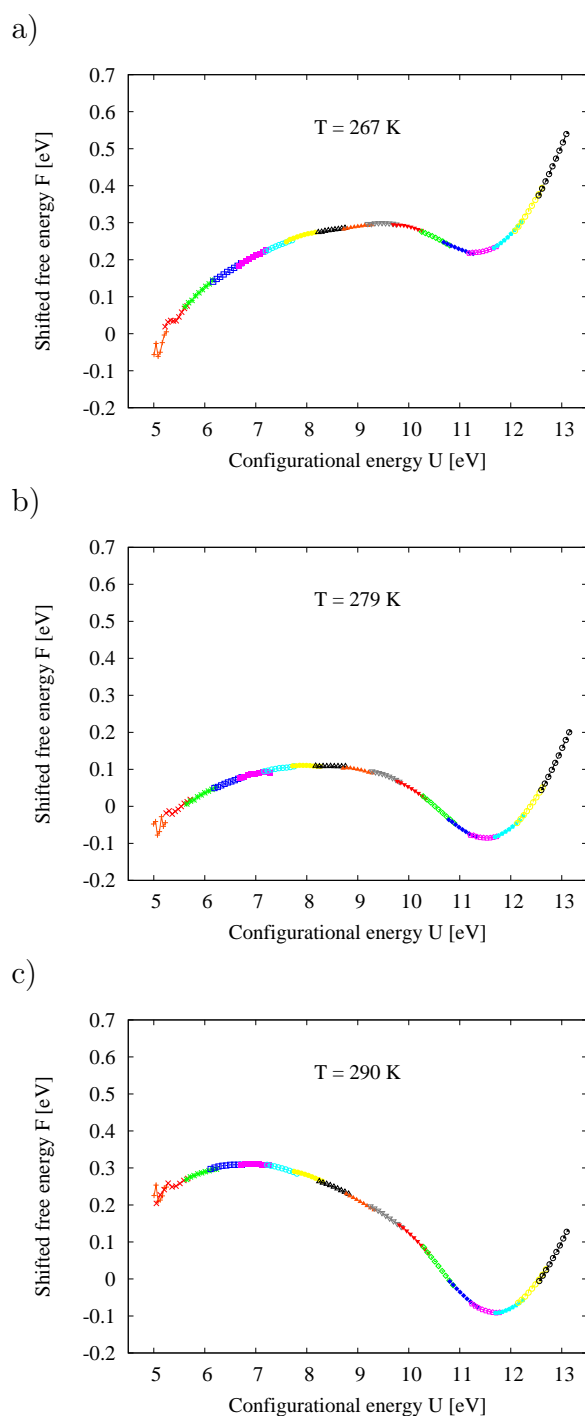 a)
0.7
0.6
0.5
0.4
0.3
0.2
0.1
0
-0.1
-0.2
Shifted free energy F [eV]
T = 267 K
5 6 7 8 9 10 11 12 13
Configurational energy U [eV]
b)
0.7
0.6
0.5
0.4
0.3
0.2
0.1
0
-0.1
-0.2
Shifted free energy F [eV]
T = 279 K
5 6 7 8 9 10 11 12 13
Configurational energy U [eV]
c)
0.7
0.6
0.5
0.4
0.3
0.2
0.1
0
-0.1
-0.2
Shifted free energy F [eV]
T = 290 K
5 6 7 8 9 10 11 12 13
Configurational energy U [eV]